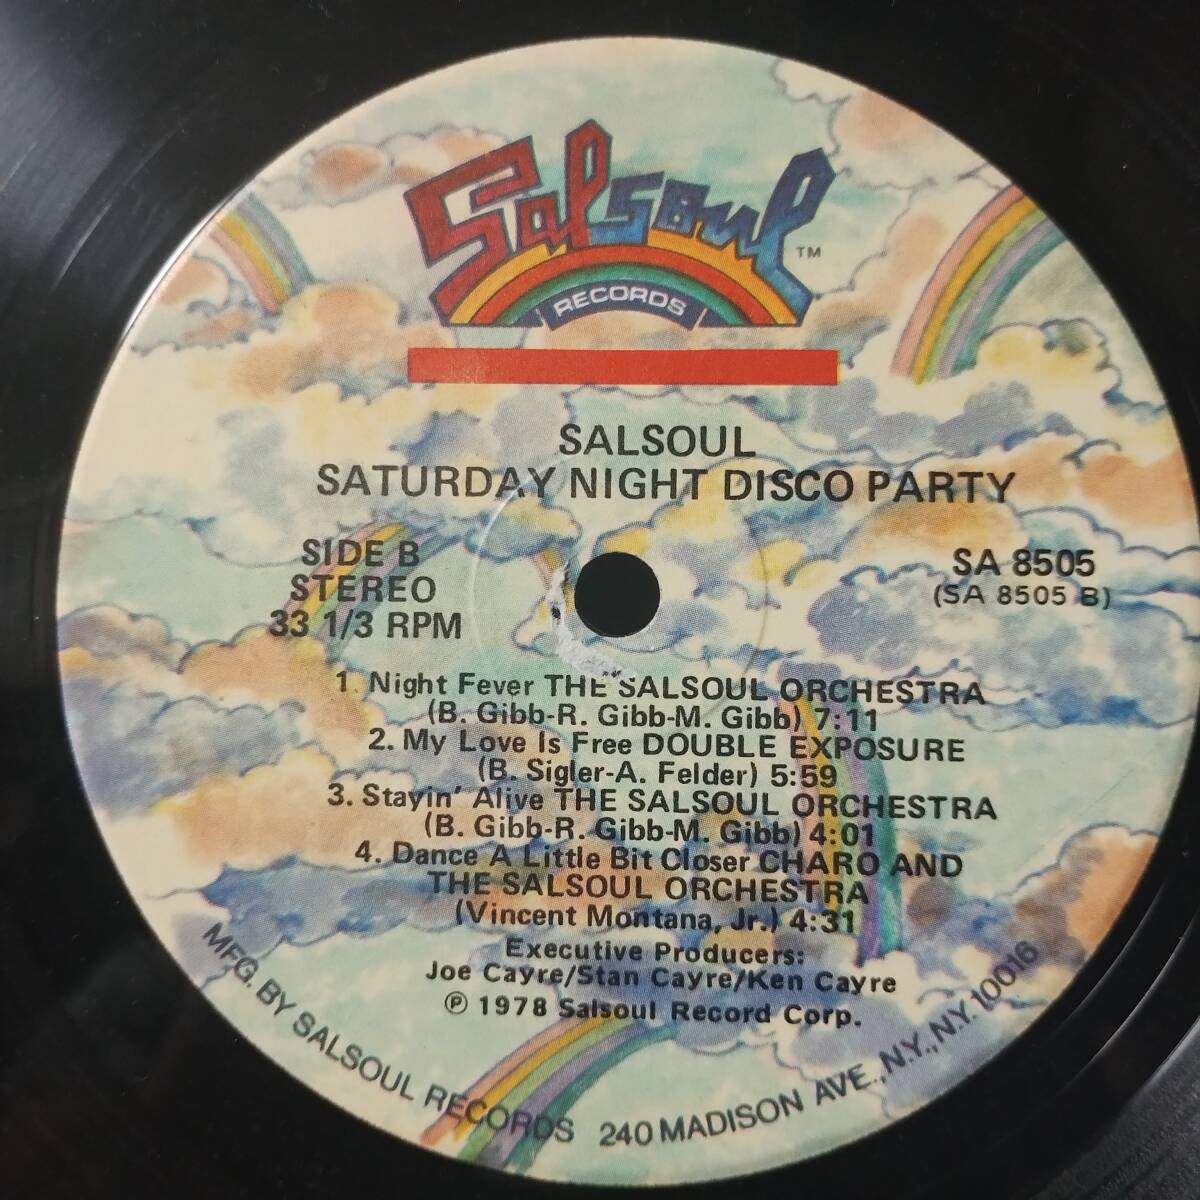 Salsoul ™
RECORDS
SALSOUL
SATURDAY NIGHT DISCO PARTY
SIDE B
STEREO
33 1/3 RPM
SA 8505
(SA 8505 B)
1. Night Fever THE SALSOUL ORCHESTRA
(B. Gibb-R. Gibb-M. Gibb) 7:11
2. My Love Is Free DOUBLE EXPOSURE
(B. Sigler-A. Felder) 5:59
3. Stayin' Alive THE SALSOUL ORCHESTRA
(B. Gibb-R. Gibb-M. Gibb) 4:01
4. Dance A Little Bit Closer CHARO AND
THE SALSOUL ORCHESTRA
(Vincent Montana, Jr.) 4:31
Executive Producers:
Joe Cayre/Stan Cayre/Ken Cayre
℗ 1978 Salsoul Record Corp.
MFG. BY SALSOUL RECORDS 240 MADISON AVE., N.Y., N.Y. 10016